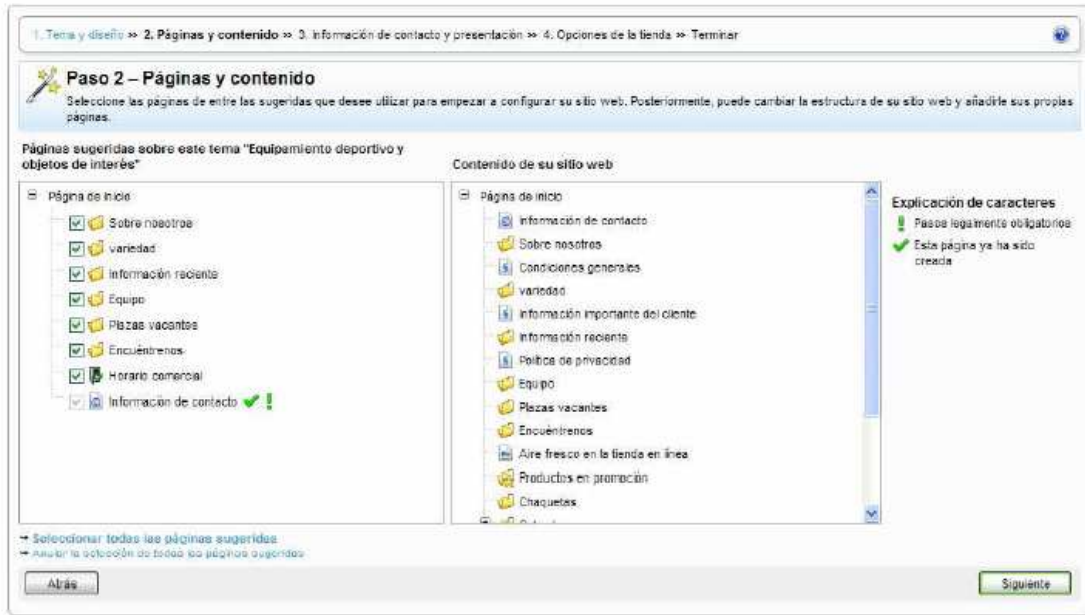 1. Tema y diseño » 2. Páginas y contenido » 3. Información de contacto y presentación » 4. Opciones de la tienda » Terminar
Paso 2 – Páginas y contenido
Seleccione las páginas de entre las sugeridas que desee utilizar para empezar a configurar su sitio web. Posteriormente, puede cambiar la estructura de su sitio web y añadirle sus propias
páginas.
Páginas sugeridas sobre este tema "Equipamiento deportivo y
objetos de interés"
Página de inicio
Sobre nosotros
variedad
Información reciente
Equipo
Plazas vacantes
Encuéntrenos
Horario comercial
Información de contacto
Contenido de su sitio web
Página de inicio
Información de contacto
Sobre nosotros
Condiciones generales
variedad
Información importante del cliente
Información reciente
Política de privacidad
Equipo
Plazas vacantes
Encuéntrenos
Aire fresco en la tienda en línea
Productos en promoción
Chaquetas
Explicación de caracteres
Pasos legalmente obligatorios
Esta página ya ha sido
creada
Seleccionar todas las páginas sugeridas
Anular la selección de todas las páginas sugeridas
Atrás
Siguiente